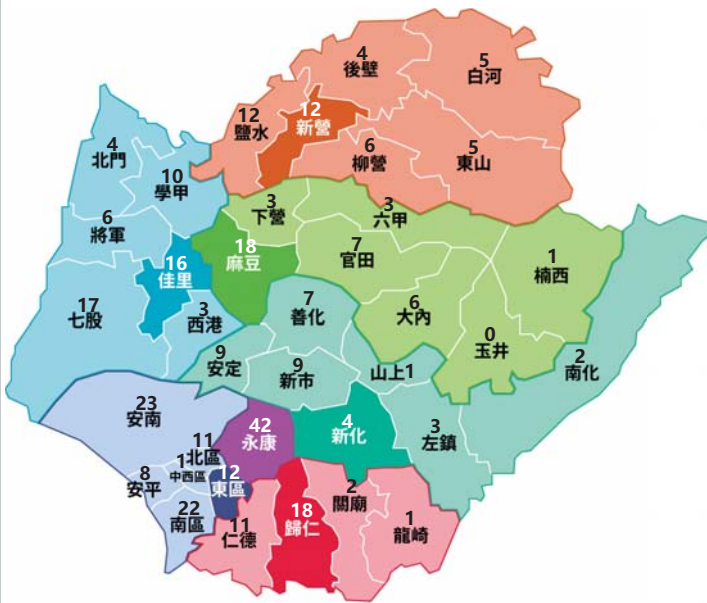 4
後壁
5
白河
12
鹽水
12
新營
6
柳營
5
東山
4
北門
10
學甲
3
下營
3
六甲
6
將軍
18
麻豆
7
官田
1
楠西
16
佳里
17
七股
3
西港
7
善化
6
大內
0
玉井
2
南化
9
安定
9
新市
山上1
23
安南
42
永康
4
新化
3
左鎮
11
北區
1
中西區
8
安平
12
東區
22
南區
11
仁德
18
歸仁
2
關廟
1
龍崎